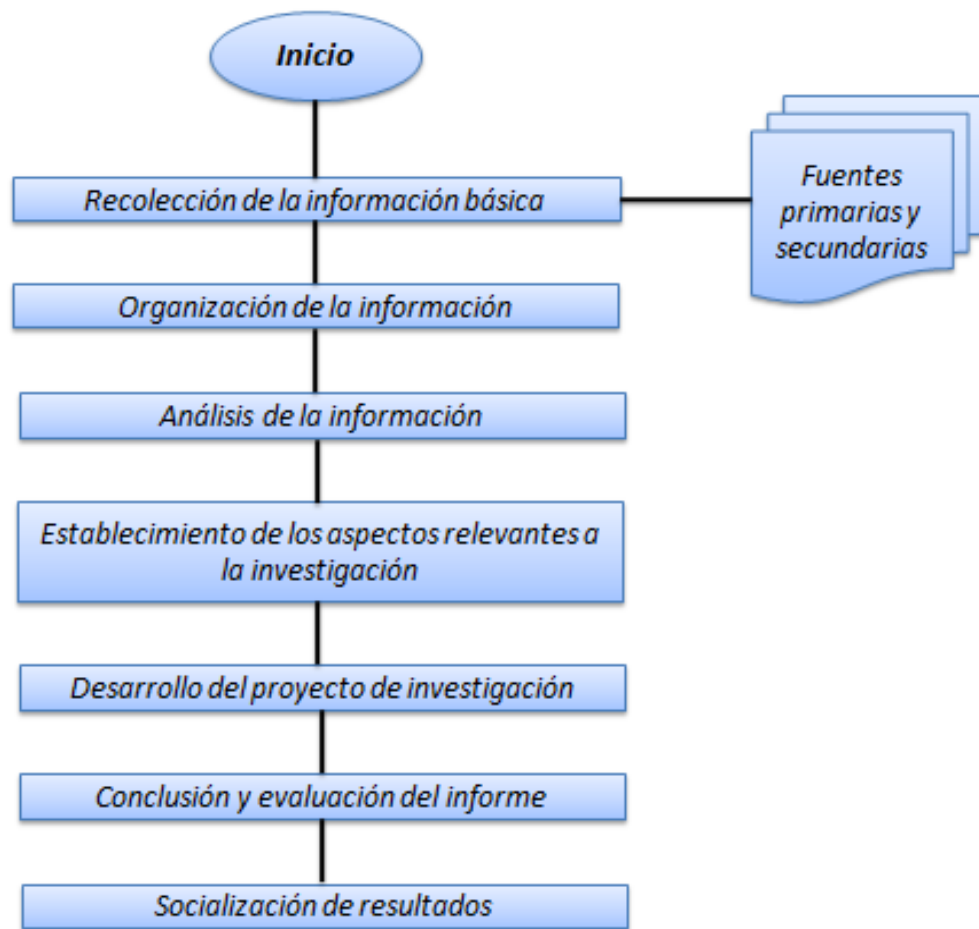 Inicio
Recolección de la información básica
Fuentes
primarias y
secundarias
Organización de la información
Análisis de la información
Establecimiento de los aspectos relevantes a
la investigación
Desarrollo del proyecto de investigación
Conclusión y evaluación del informe
Socialización de resultados